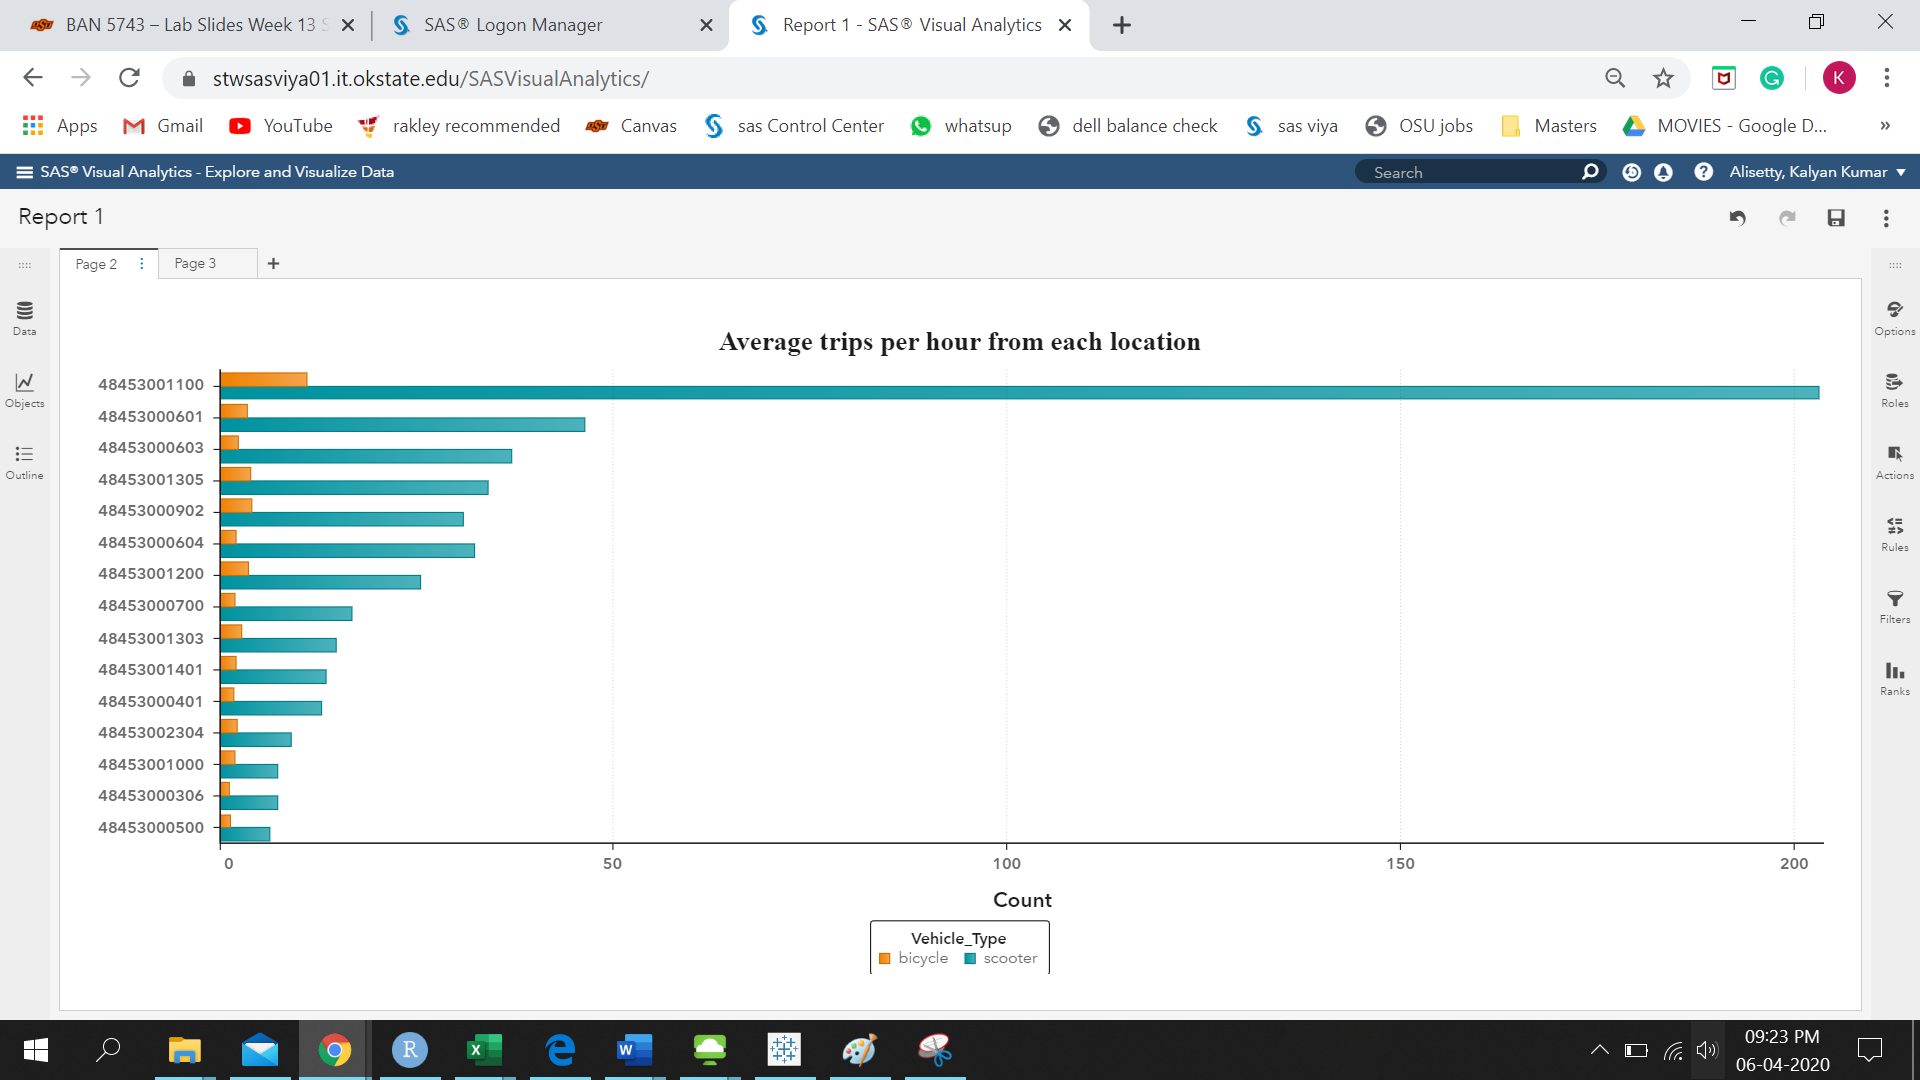 BAN 5743 – Lab Slides Week 13 S
SAS® Logon Manager
Report 1 - SAS® Visual Analytics
stwsasviya01.it.okstate.edu/SASVisualAnalytics/
K
Apps Gmail YouTube rakley recommended Canvas sas Control Center whatsup dell balance check sas viya OSU jobs Masters MOVIES - Google D... »
SAS® Visual Analytics - Explore and Visualize Data
Search
Alisetty, Kalyan Kumar
Report 1
Page 2
Page 3
Data
Objects
Outline
Options
Roles
Actions
Rules
Filters
Ranks
Average trips per hour from each location
48453001100
48453000601
48453000603
48453001305
48453000902
48453000604
48453001200
48453000700
48453001303
48453001401
48453000401
48453002304
48453001000
48453000306
48453000500
0 50 100 150 200
Count
Vehicle_Type
bicycle scooter
09:23 PM
06-04-2020